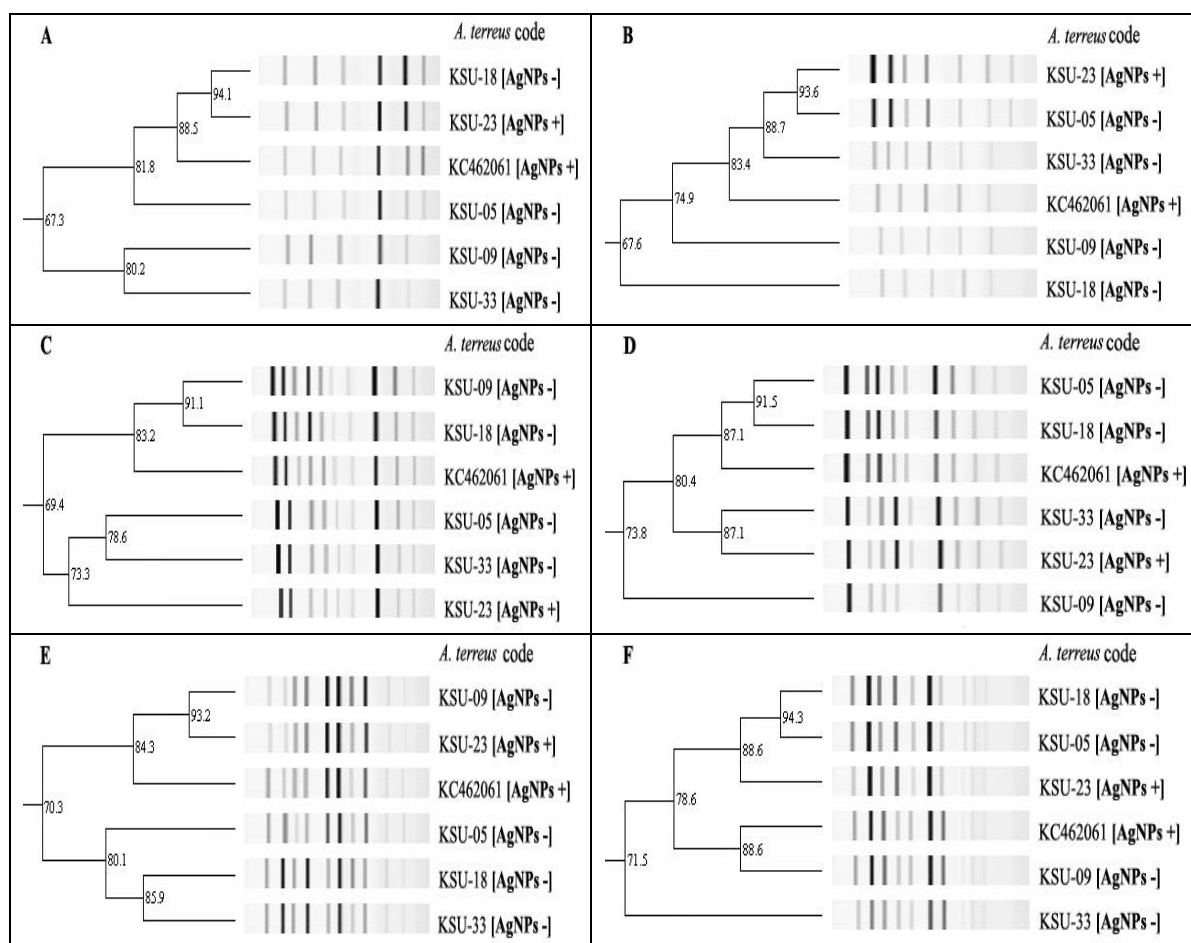 A
A. terreus code
KSU-18 [AgNPs -]
94.1
KSU-23 [AgNPs +]
88.5
KC462061 [AgNPs +]
81.8
KSU-05 [AgNPs -]
67.3
KSU-09 [AgNPs -]
80.2
KSU-33 [AgNPs -]
B
A. terreus code
KSU-23 [AgNPs +]
93.6
KSU-05 [AgNPs -]
88.7
KSU-33 [AgNPs -]
83.4
KC462061 [AgNPs +]
74.9
KSU-09 [AgNPs -]
67.6
KSU-18 [AgNPs -]
C
A. terreus code
KSU-09 [AgNPs -]
91.1
KSU-18 [AgNPs -]
83.2
KC462061 [AgNPs +]
69.4
KSU-05 [AgNPs -]
78.6
KSU-33 [AgNPs -]
73.3
KSU-23 [AgNPs +]
D
A. terreus code
KSU-05 [AgNPs -]
91.5
KSU-18 [AgNPs -]
87.1
KC462061 [AgNPs +]
80.4
KSU-33 [AgNPs -]
87.1
73.8
KSU-23 [AgNPs +]
KSU-09 [AgNPs -]
E
A. terreus code
KSU-09 [AgNPs -]
93.2
KSU-23 [AgNPs +]
84.3
KC462061 [AgNPs +]
70.3
KSU-05 [AgNPs -]
80.1
KSU-18 [AgNPs -]
85.9
KSU-33 [AgNPs -]
F
A. terreus code
KSU-18 [AgNPs -]
94.3
KSU-05 [AgNPs -]
88.6
KSU-23 [AgNPs +]
78.6
KC462061 [AgNPs +]
88.6
71.5
KSU-09 [AgNPs -]
KSU-33 [AgNPs -]